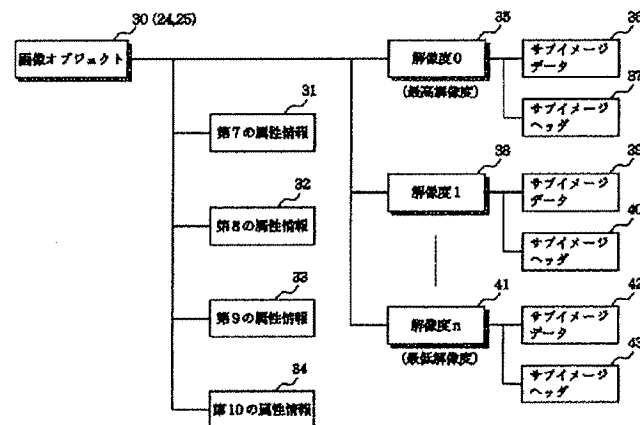 30 (24,25)
画像オブジェクト
31
第7の属性情報
32
第8の属性情報
33
第9の属性情報
34
第10の属性情報
35
解像度0
(最高解像度)
36
サブイメージ
データ
37
サブイメージ
ヘッダ
38
解像度1
39
サブイメージ
データ
40
サブイメージ
ヘッダ
41
解像度n
(最低解像度)
42
サブイメージ
データ
43
サブイメージ
ヘッダ